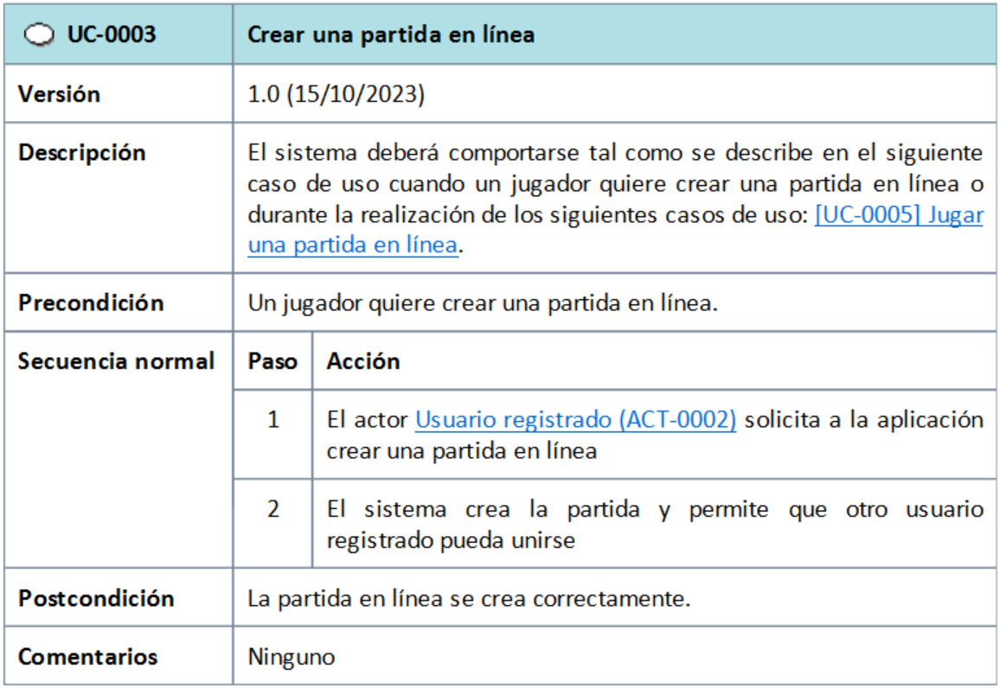 UC-0003 Crear una partida en línea
Versión 1.0 (15/10/2023)
Descripción El sistema deberá comportarse tal como se describe en el siguiente
caso de uso cuando un jugador quiere crear una partida en línea o
durante la realización de los siguientes casos de uso: [UC-0005] Jugar
una partida en línea.
Precondición Un jugador quiere crear una partida en línea.
Secuencia normal Paso Acción
1 El actor Usuario registrado (ACT-0002) solicita a la aplicación
crear una partida en línea
2 El sistema crea la partida y permite que otro usuario
registrado pueda unirse
Postcondición La partida en línea se crea correctamente.
Comentarios Ninguno